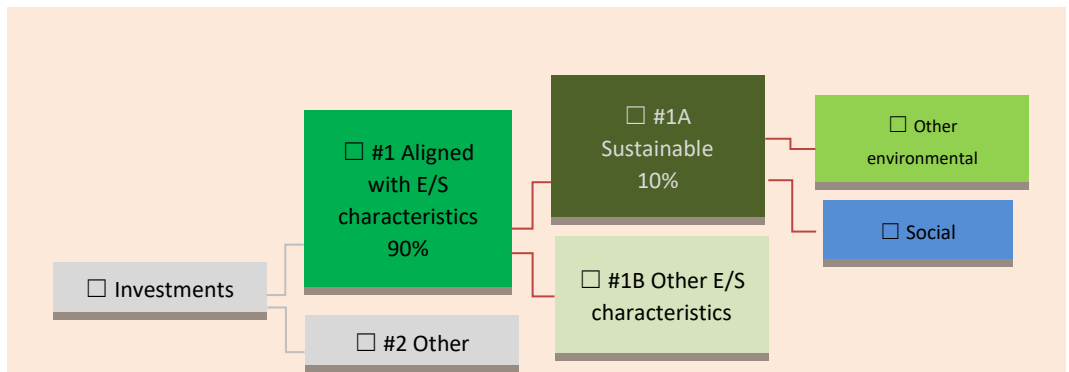 ☐ Investments
☐ #1 Aligned
with E/S
characteristics
90%
☐ #2 Other
☐ #1A
Sustainable
10%
☐ #1B Other E/S
characteristics
☐ Other
environmental
☐ Social